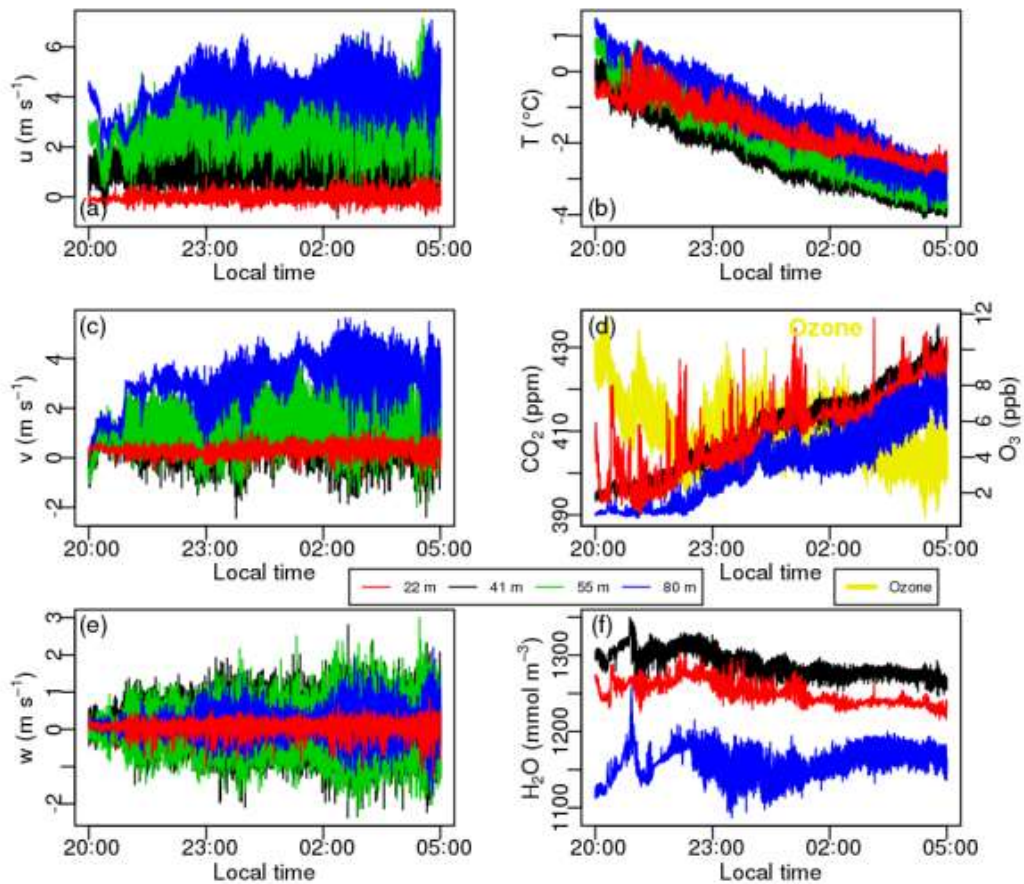 (a)
u (m s⁻¹)
0 2 4 6
20:00 23:00 02:00 05:00
Local time
(b)
T (°C)
-4 -2 0 1
20:00 23:00 02:00 05:00
Local time
(c)
v (m s⁻¹)
-2 0 2 4
20:00 23:00 02:00 05:00
Local time
(d)
Ozone
CO₂ (ppm)
390 410 430
O₃ (ppb)
2 4 6 8 12
20:00 23:00 02:00 05:00
Local time
22 m 41 m 55 m 80 m
Ozone
(e)
w (m s⁻¹)
-2 0 1 2 3
20:00 23:00 02:00 05:00
Local time
(f)
H₂O (mmol m⁻³)
1100 1200 1300
20:00 23:00 02:00 05:00
Local time